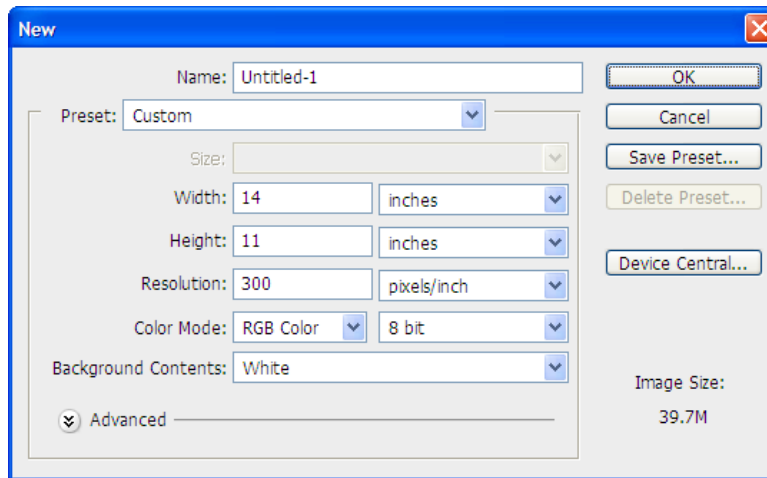 New
Name: Untitled-1
OK
Preset: Custom
Cancel
Size:
Save Preset...
Width: 14 inches
Delete Preset...
Height: 11 inches
Device Central...
Resolution: 300 pixels/inch
Color Mode: RGB Color 8 bit
Background Contents: White
Image Size:
39.7M
Advanced